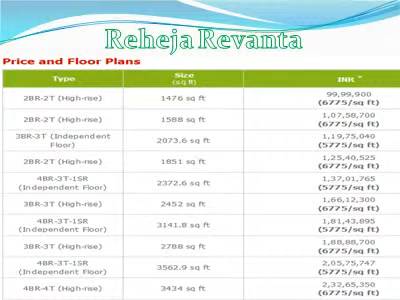 Reheja Revanta
Price and Floor Plans
Type Size (sq ft) INR
2BR-2T (High-rise) 1476 sq ft 99,99,900 (6775/sq ft)
2BR-2T (High-rise) 1588 sq ft 1,07,58,700 (6775/sq ft)
3BR-3T (Independent Floor) 2073.6 sq ft 1,19,75,040 (5775/sq ft)
2BR-2T (High-rise) 1851 sq ft 1,25,40,525 (6775/sq ft)
4BR-3T-1SR (Independent Floor) 2372.6 sq ft 1,37,01,765 (5775/sq ft)
3BR-3T (High-rise) 2452 sq ft 1,66,12,300 (6775/sq ft)
4BR-3T-1SR (Independent Floor) 3141.8 sq ft 1,81,43,895 (5775/sq ft)
3BR-3T (High-rise) 2788 sq ft 1,88,88,700 (6775/sq ft)
4BR-3T-1SR (Independent Floor) 3562.9 sq ft 2,05,75,747 (5775/sq ft)
4BR-4T (High-rise) 3434 sq ft 2,32,65,350 (6775/sq ft)